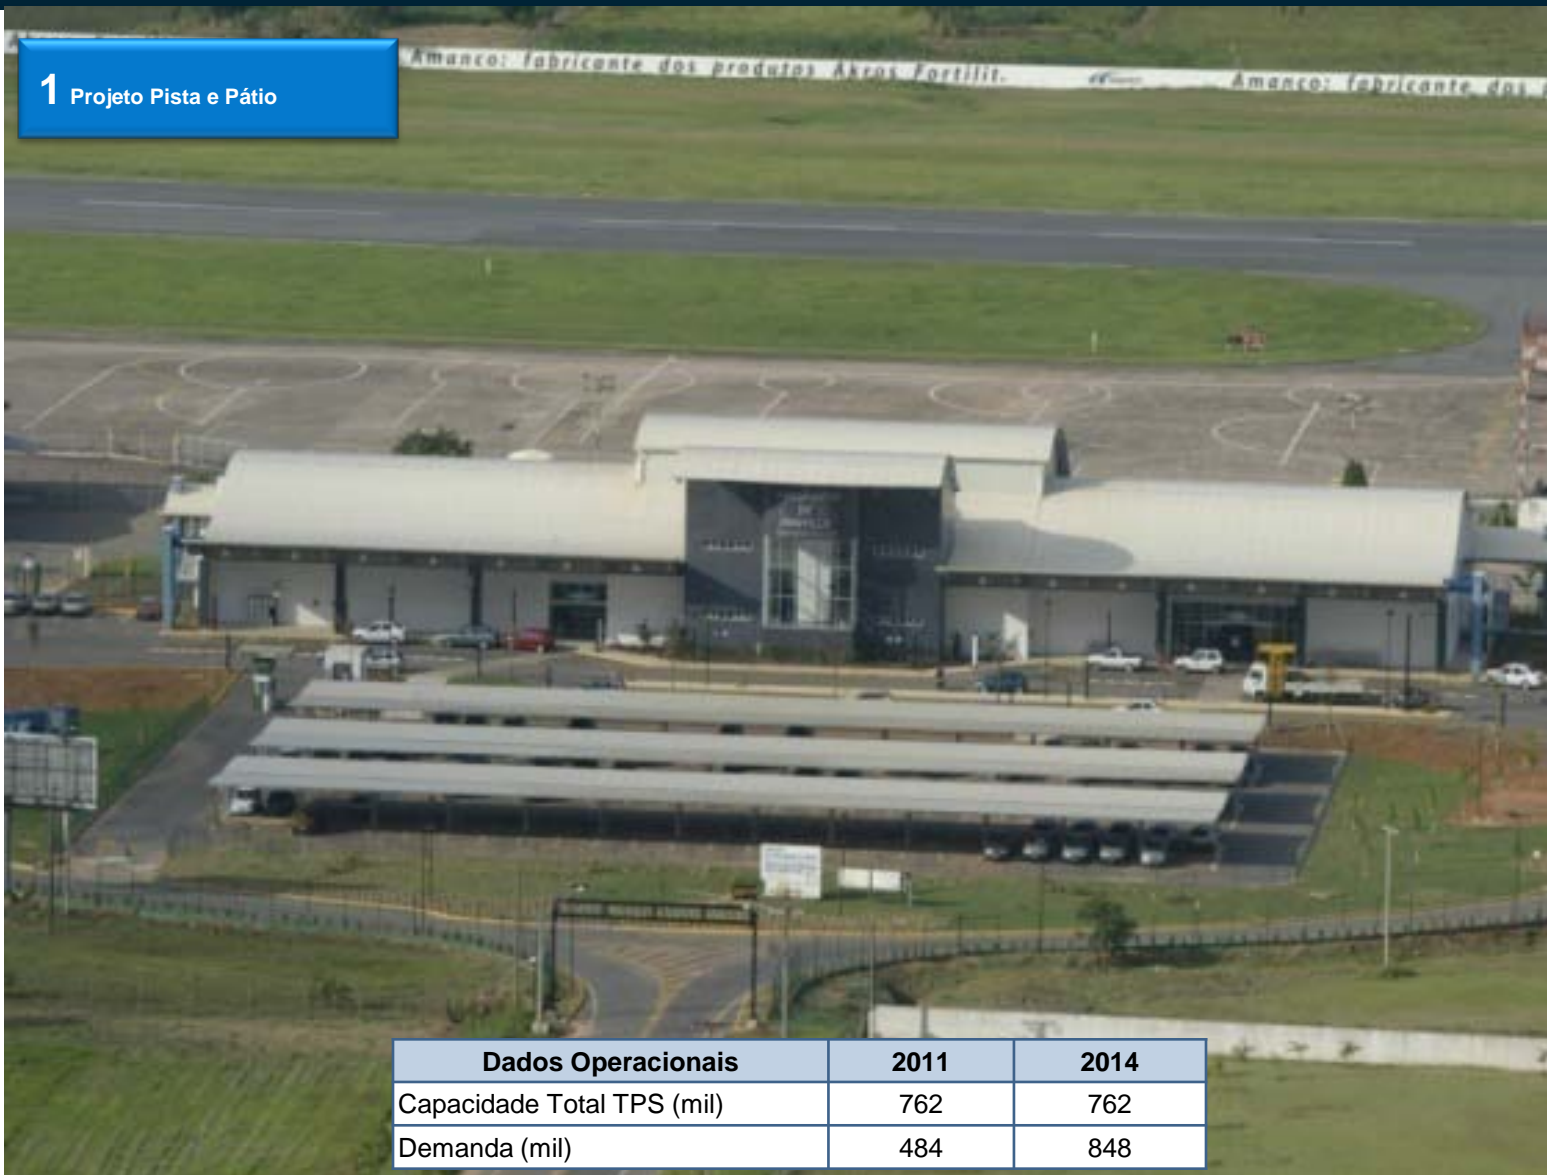 Amanco: fabricante dos produtos Akros Fortilit.
Amanco: fabricante dos
1 Projeto Pista e Pátio
Dados Operacionais 2011 2014
Capacidade Total TPS (mil) 762 762
Demanda (mil) 484 848